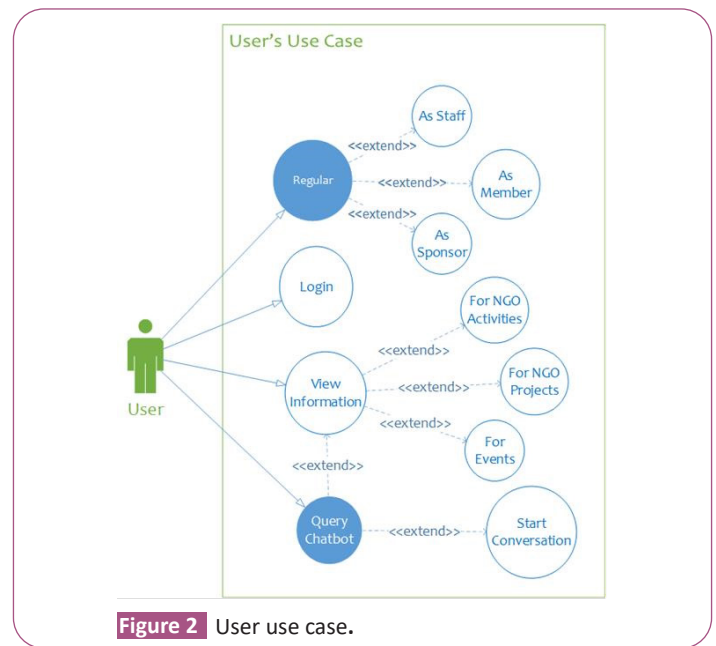 User's Use Case
As Staff
<<extend>>
Regular
<<extend>>
As
Member
<<extend>>
As
Sponsor
Login
For NGO
Activities
<<extend>>
View
Information
<<extend>>
For NGO
Projects
<<extend>>
For
Events
User
<<extend>>
Query
Chatbot
<<extend>>
Start
Conversation
Figure 2 User use case.